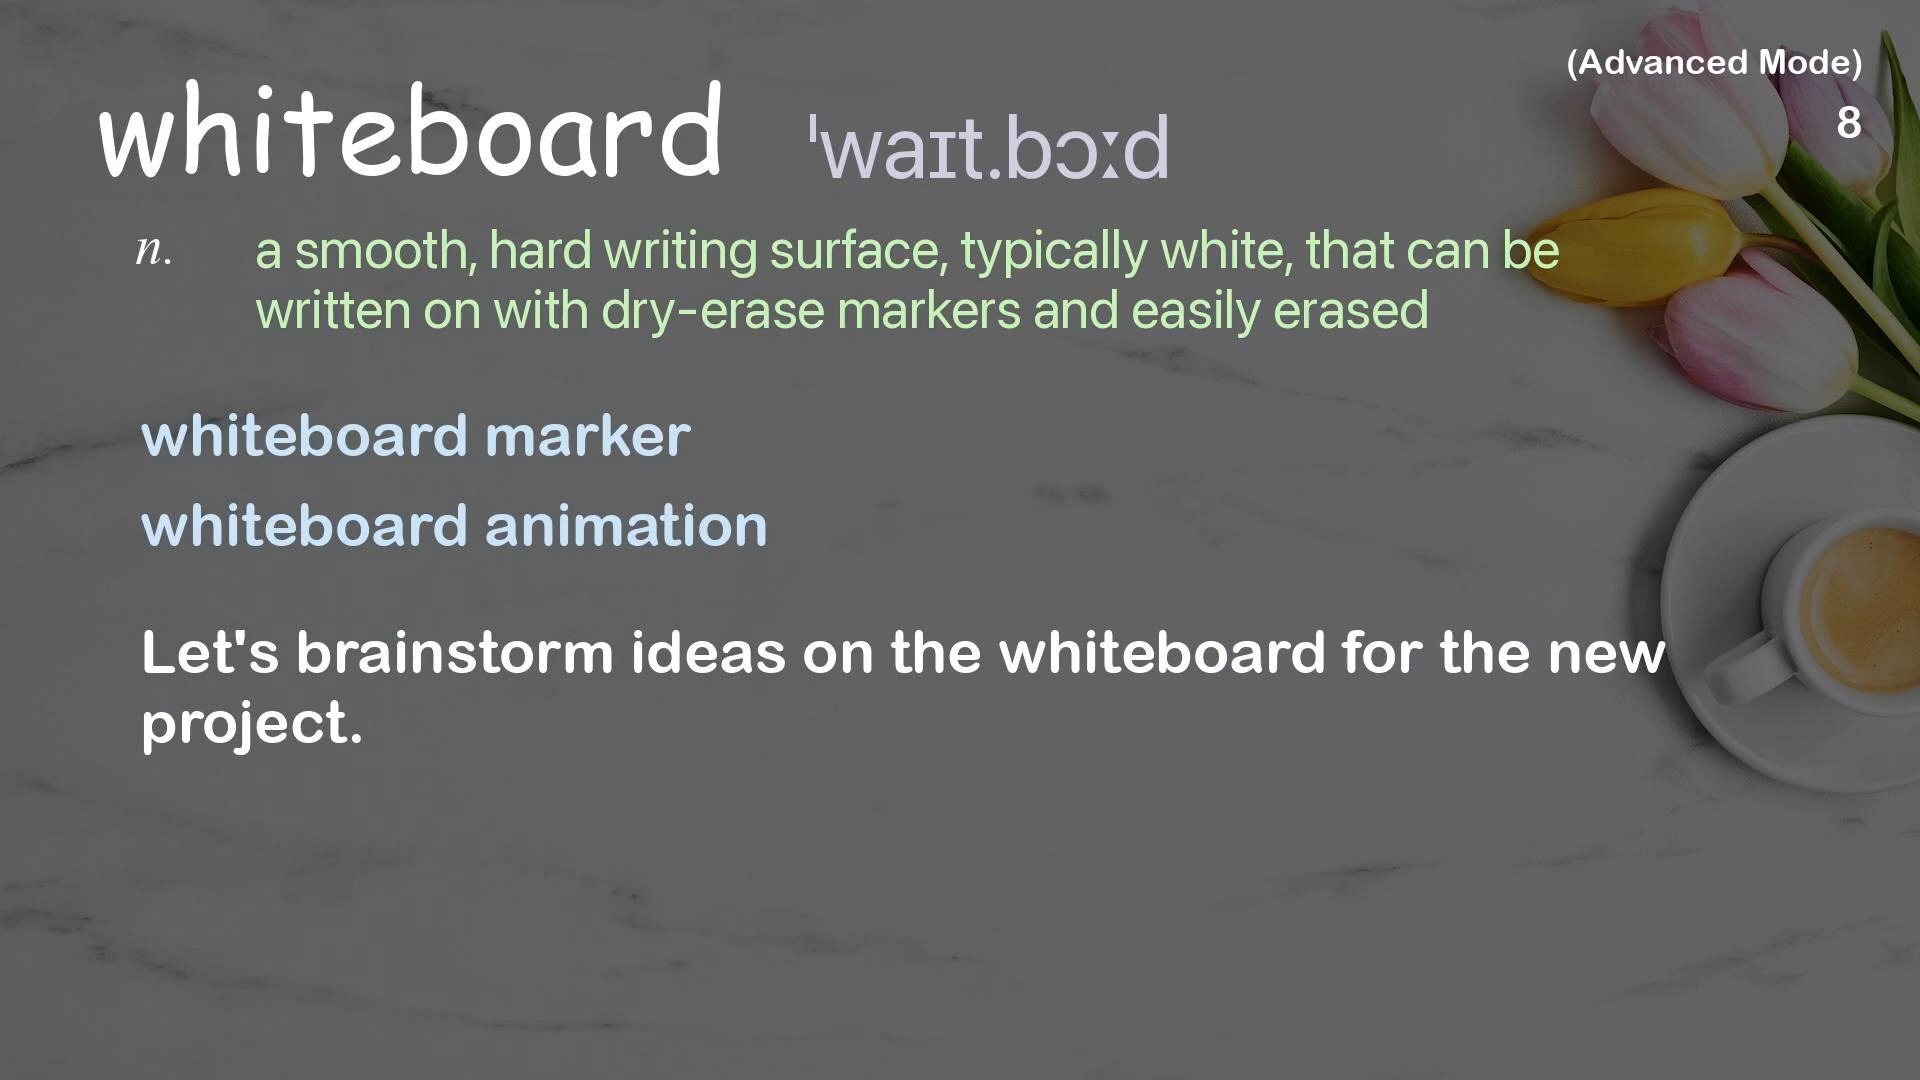 (Advanced Mode)
8
whiteboard ˈwaɪt.bɔːd
n. a smooth, hard writing surface, typically white, that can be
written on with dry-erase markers and easily erased
whiteboard marker
whiteboard animation
Let's brainstorm ideas on the whiteboard for the new
project.